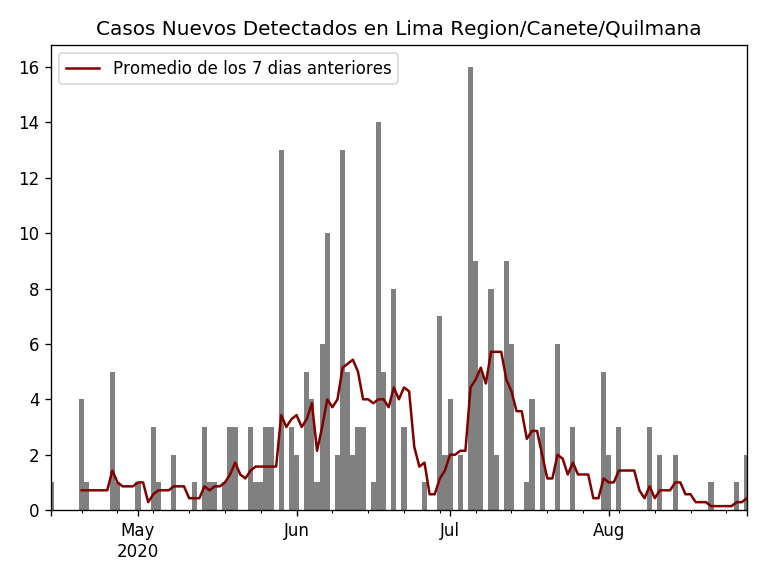 Casos Nuevos Detectados en Lima Region/Canete/Quilmana
Promedio de los 7 dias anteriores
16
14
12
10
8
6
4
2
0
May
2020
Jun
Jul
Aug